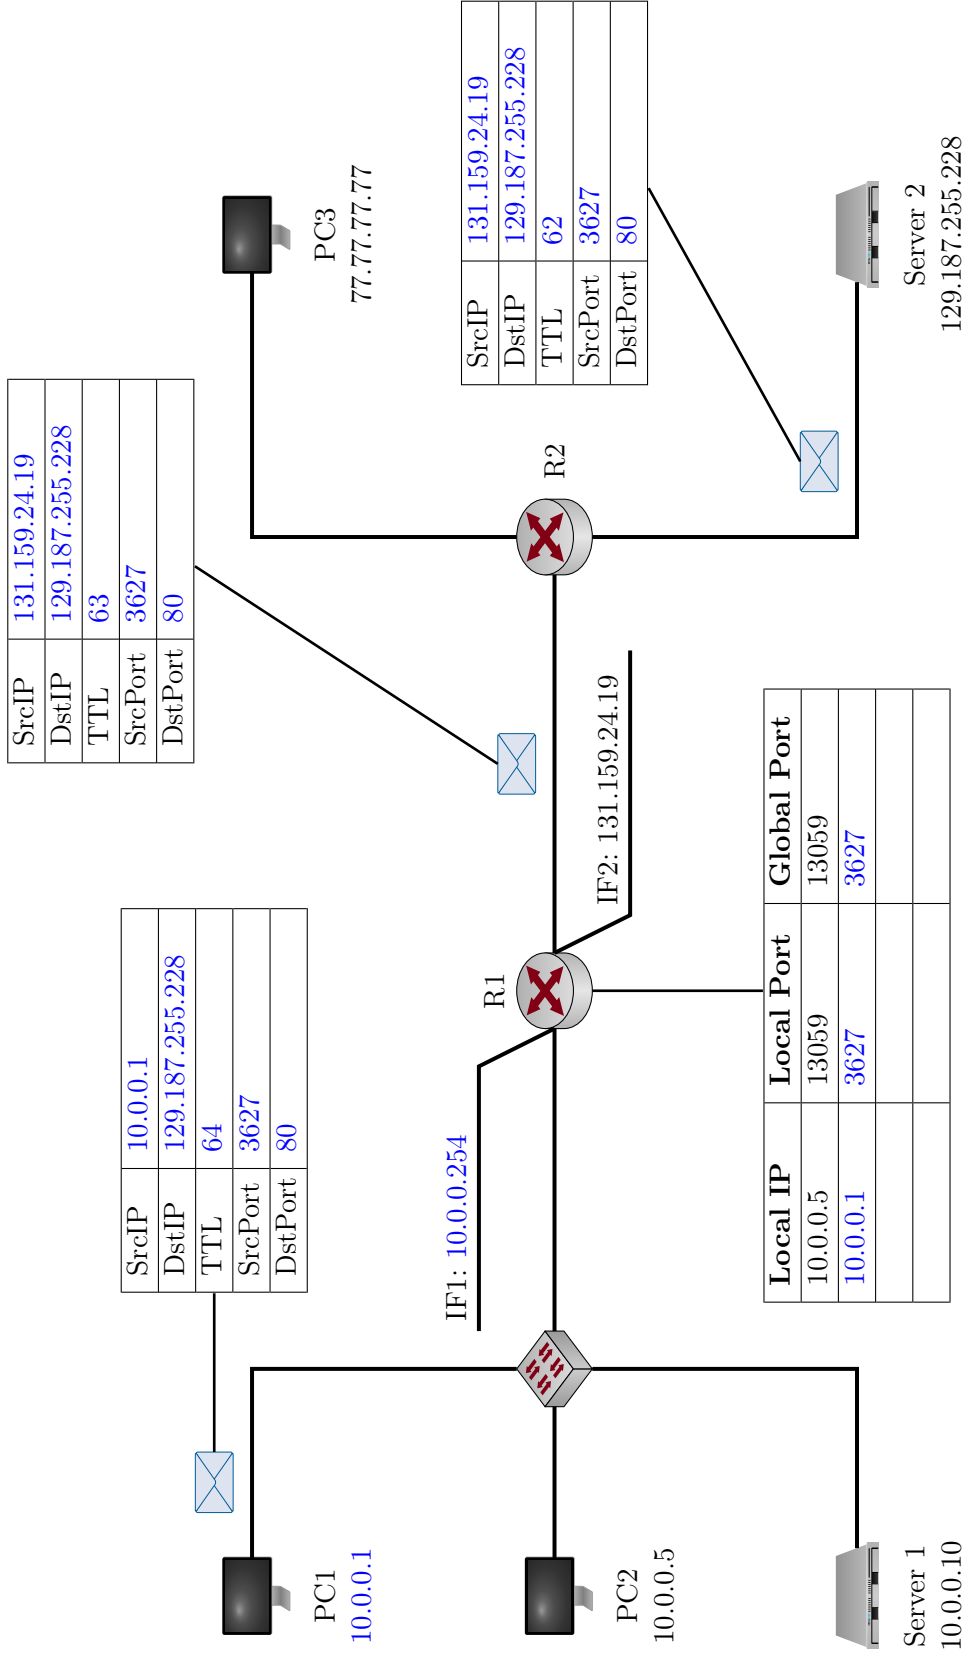 SrcIP 131.159.24.19
DstIP 129.187.255.228
TTL 63
SrcPort 3627
DstPort 80
SrcIP 10.0.0.1
DstIP 129.187.255.228
TTL 64
SrcPort 3627
DstPort 80
SrcIP 131.159.24.19
DstIP 129.187.255.228
TTL 62
SrcPort 3627
DstPort 80
PC1
10.0.0.1
PC2
10.0.0.5
Server 1
10.0.0.10
IF1: 10.0.0.254
R1
IF2: 131.159.24.19
R2
PC3
77.77.77.77
Server 2
129.187.255.228
Local IP Local Port Global Port
10.0.0.5 13059 13059
10.0.0.1 3627 3627